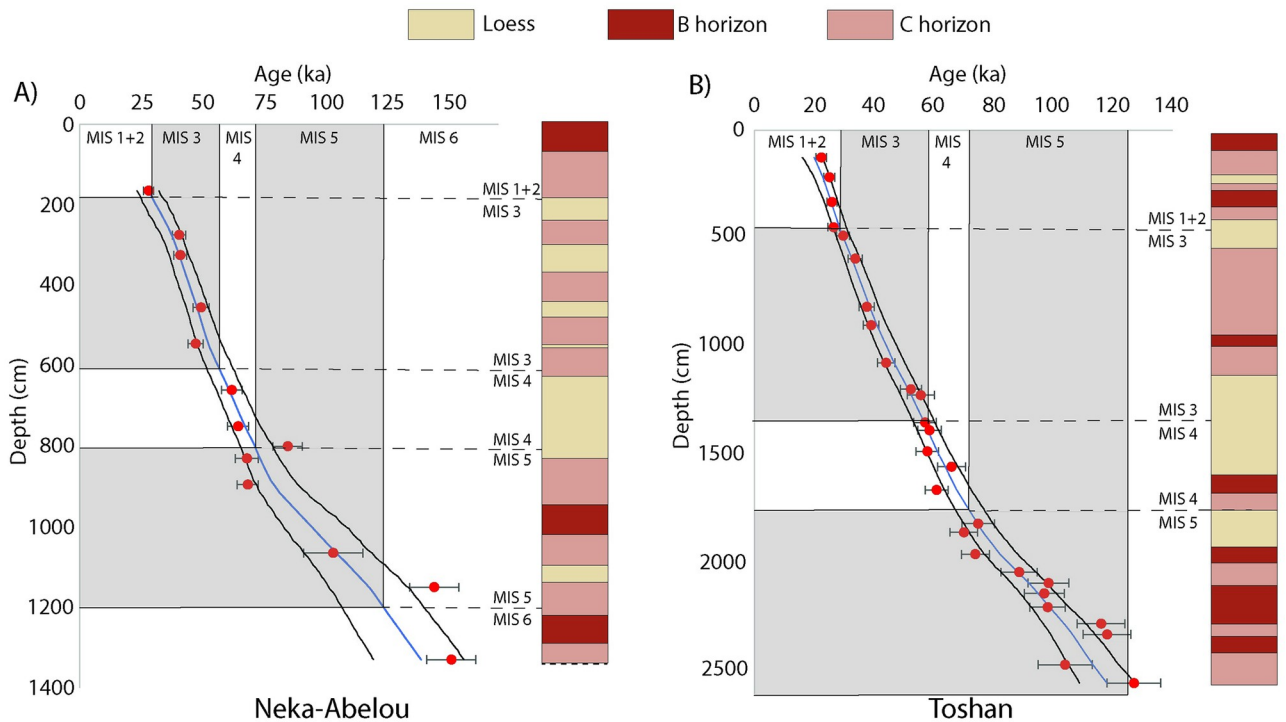 Loess
B horizon
C horizon
A)
Age (ka)
0 25 50 75 100 125 150
MIS 1+2 MIS 3 MIS 4 MIS 5 MIS 6
0
200
400
600
800
1000
1200
1400
Depth (cm)
MIS 1+2
MIS 3
MIS 3
MIS 4
MIS 4
MIS 5
MIS 5
MIS 6
Neka-Abelou
B)
Age (ka)
0 20 40 60 80 100 120 140
MIS 1+2 MIS 3 MIS 4 MIS 5
0
500
1000
1500
2000
2500
Depth (cm)
MIS 1+2
MIS 3
MIS 3
MIS 4
MIS 4
MIS 5
Toshan